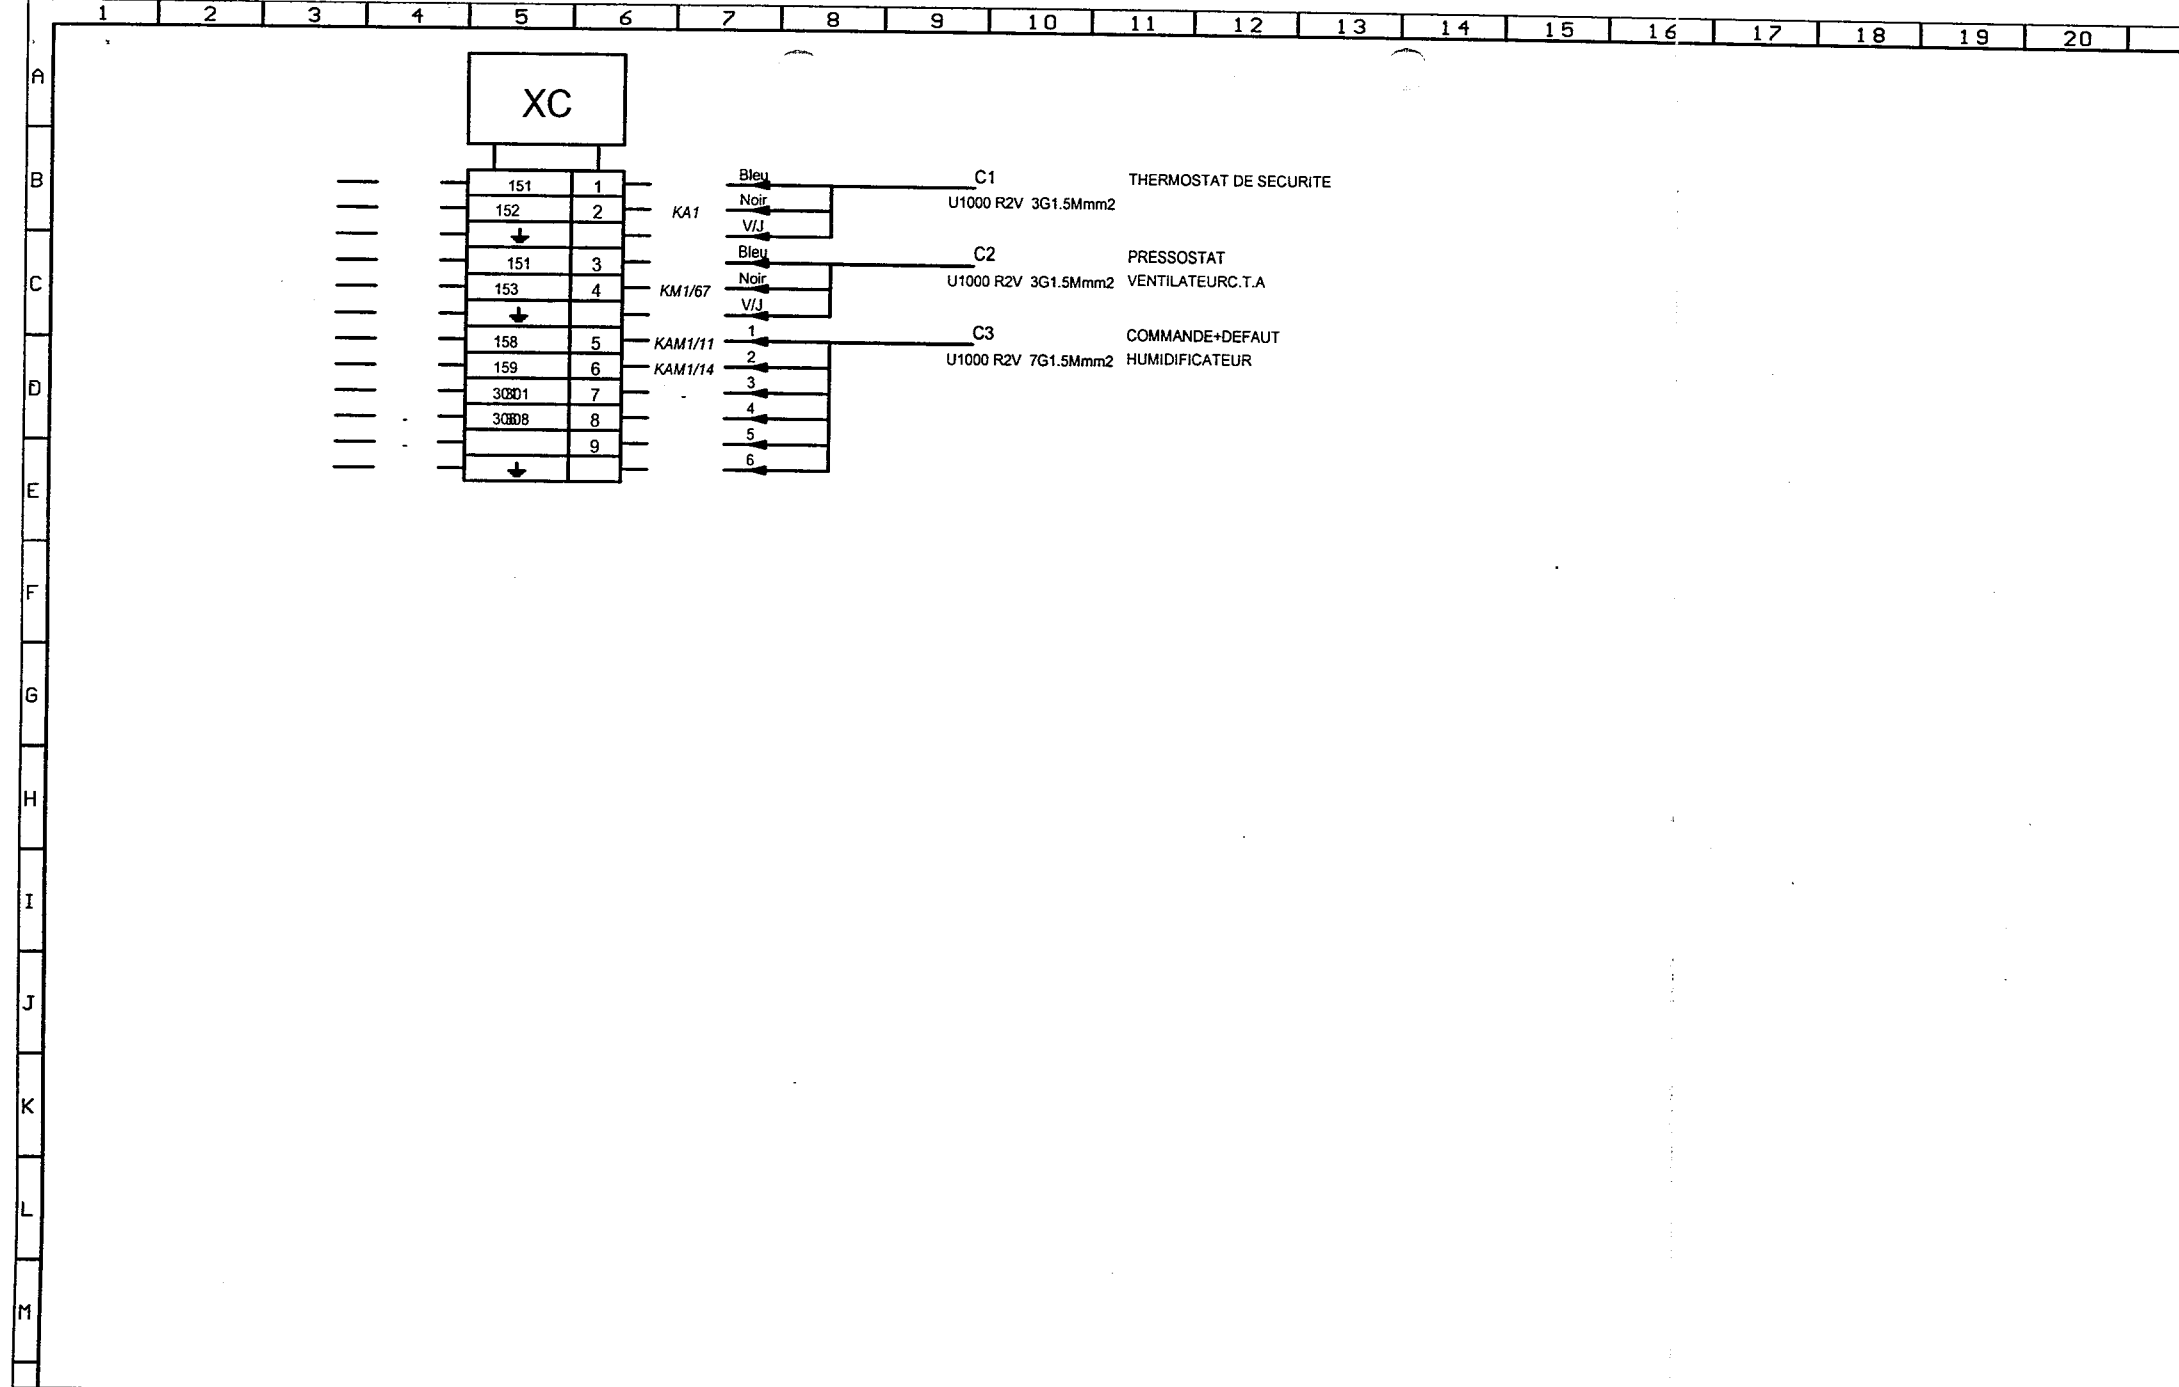 1 2 3 4 5 6 7 8 9 10 11 12 13 14 15 16 17 18 19 20
A
XC
B
151 1 Bleu C1 THERMOSTAT DE SECURITE
152 2 KA1 Noir U1000 R2V 3G1.5Mmm2
V/J
C
151 3 Bleu C2 PRESSOSTAT
153 4 KM1/67 Noir U1000 R2V 3G1.5Mmm2 VENTILATEURC.T.A
V/J
158 5 KAM1/11 1 C3 COMMANDE+DEFAUT
159 6 KAM1/14 2 U1000 R2V 7G1.5Mmm2 HUMIDIFICATEUR
D
7 3
8 4
9 5
6
E
F
G
H
I
J
K
L
M